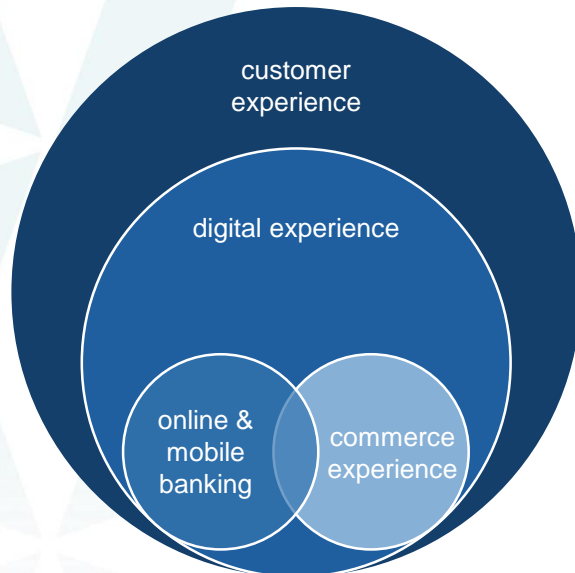 customer
experience
digital experience
online &
mobile
banking
commerce
experience